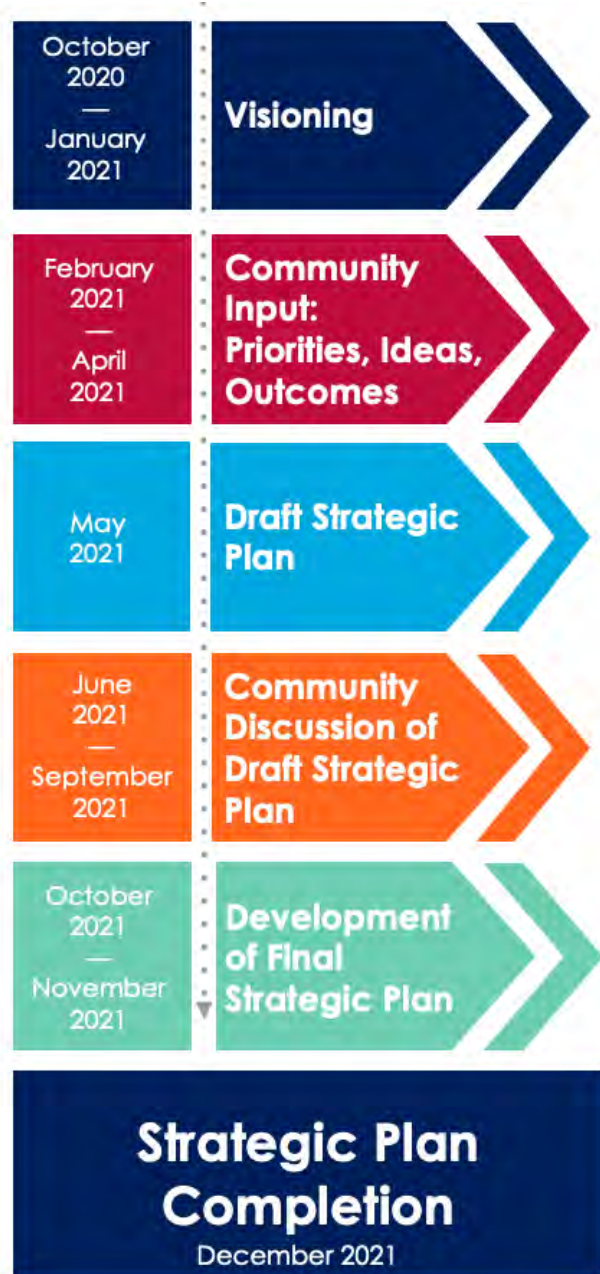 October
2020
—
January
2021
Visioning
February
2021
—
April
2021
Community
Input:
Priorities, Ideas,
Outcomes
May
2021
Draft Strategic
Plan
June
2021
—
September
2021
Community
Discussion of
Draft Strategic
Plan
October
2021
—
November
2021
Development
of Final
Strategic Plan
Strategic Plan
Completion
December 2021